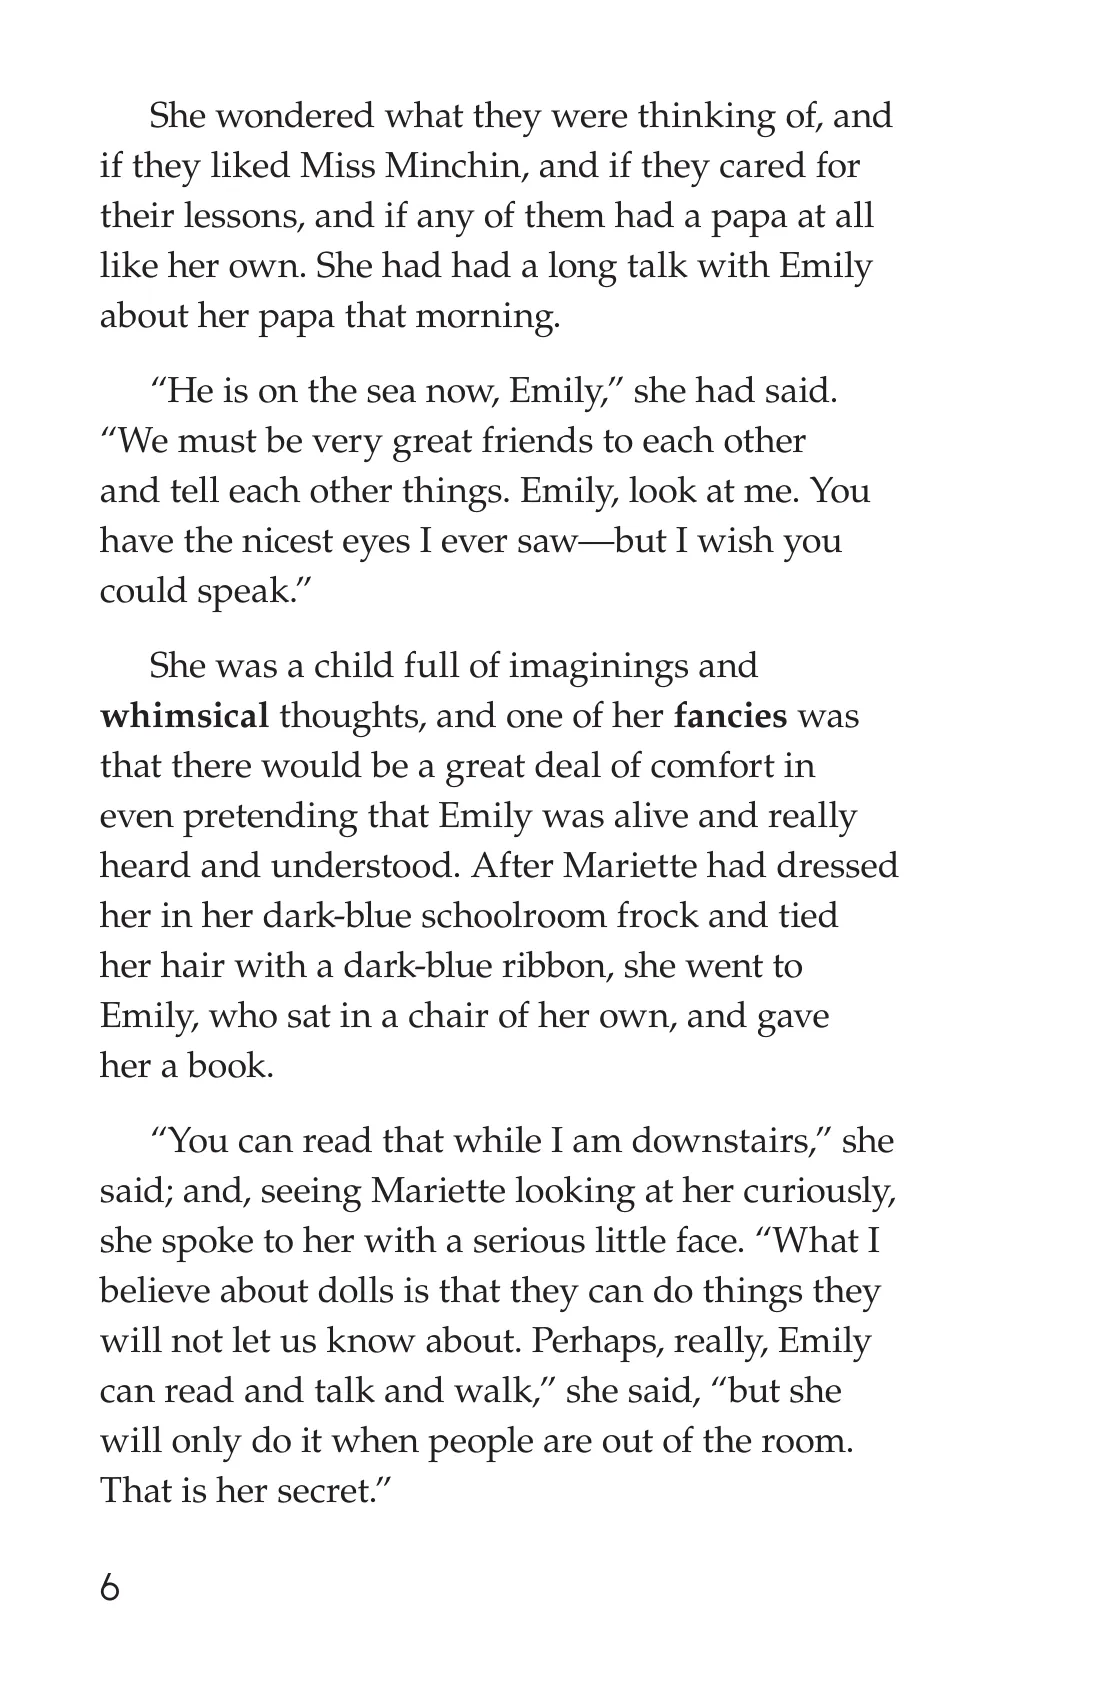 She wondered what they were thinking of, and
if they liked Miss Minchin, and if they cared for
their lessons, and if any of them had a papa at all
like her own. She had had a long talk with Emily
about her papa that morning.
“He is on the sea now, Emily,” she had said.
“We must be very great friends to each other
and tell each other things. Emily, look at me. You
have the nicest eyes I ever saw—but I wish you
could speak.”
She was a child full of imaginings and
whimsical thoughts, and one of her fancies was
that there would be a great deal of comfort in
even pretending that Emily was alive and really
heard and understood. After Mariette had dressed
her in her dark-blue schoolroom frock and tied
her hair with a dark-blue ribbon, she went to
Emily, who sat in a chair of her own, and gave
her a book.
“You can read that while I am downstairs,” she
said; and, seeing Mariette looking at her curiously,
she spoke to her with a serious little face. “What I
believe about dolls is that they can do things they
will not let us know about. Perhaps, really, Emily
can read and talk and walk,” she said, “but she
will only do it when people are out of the room.
That is her secret.”
6